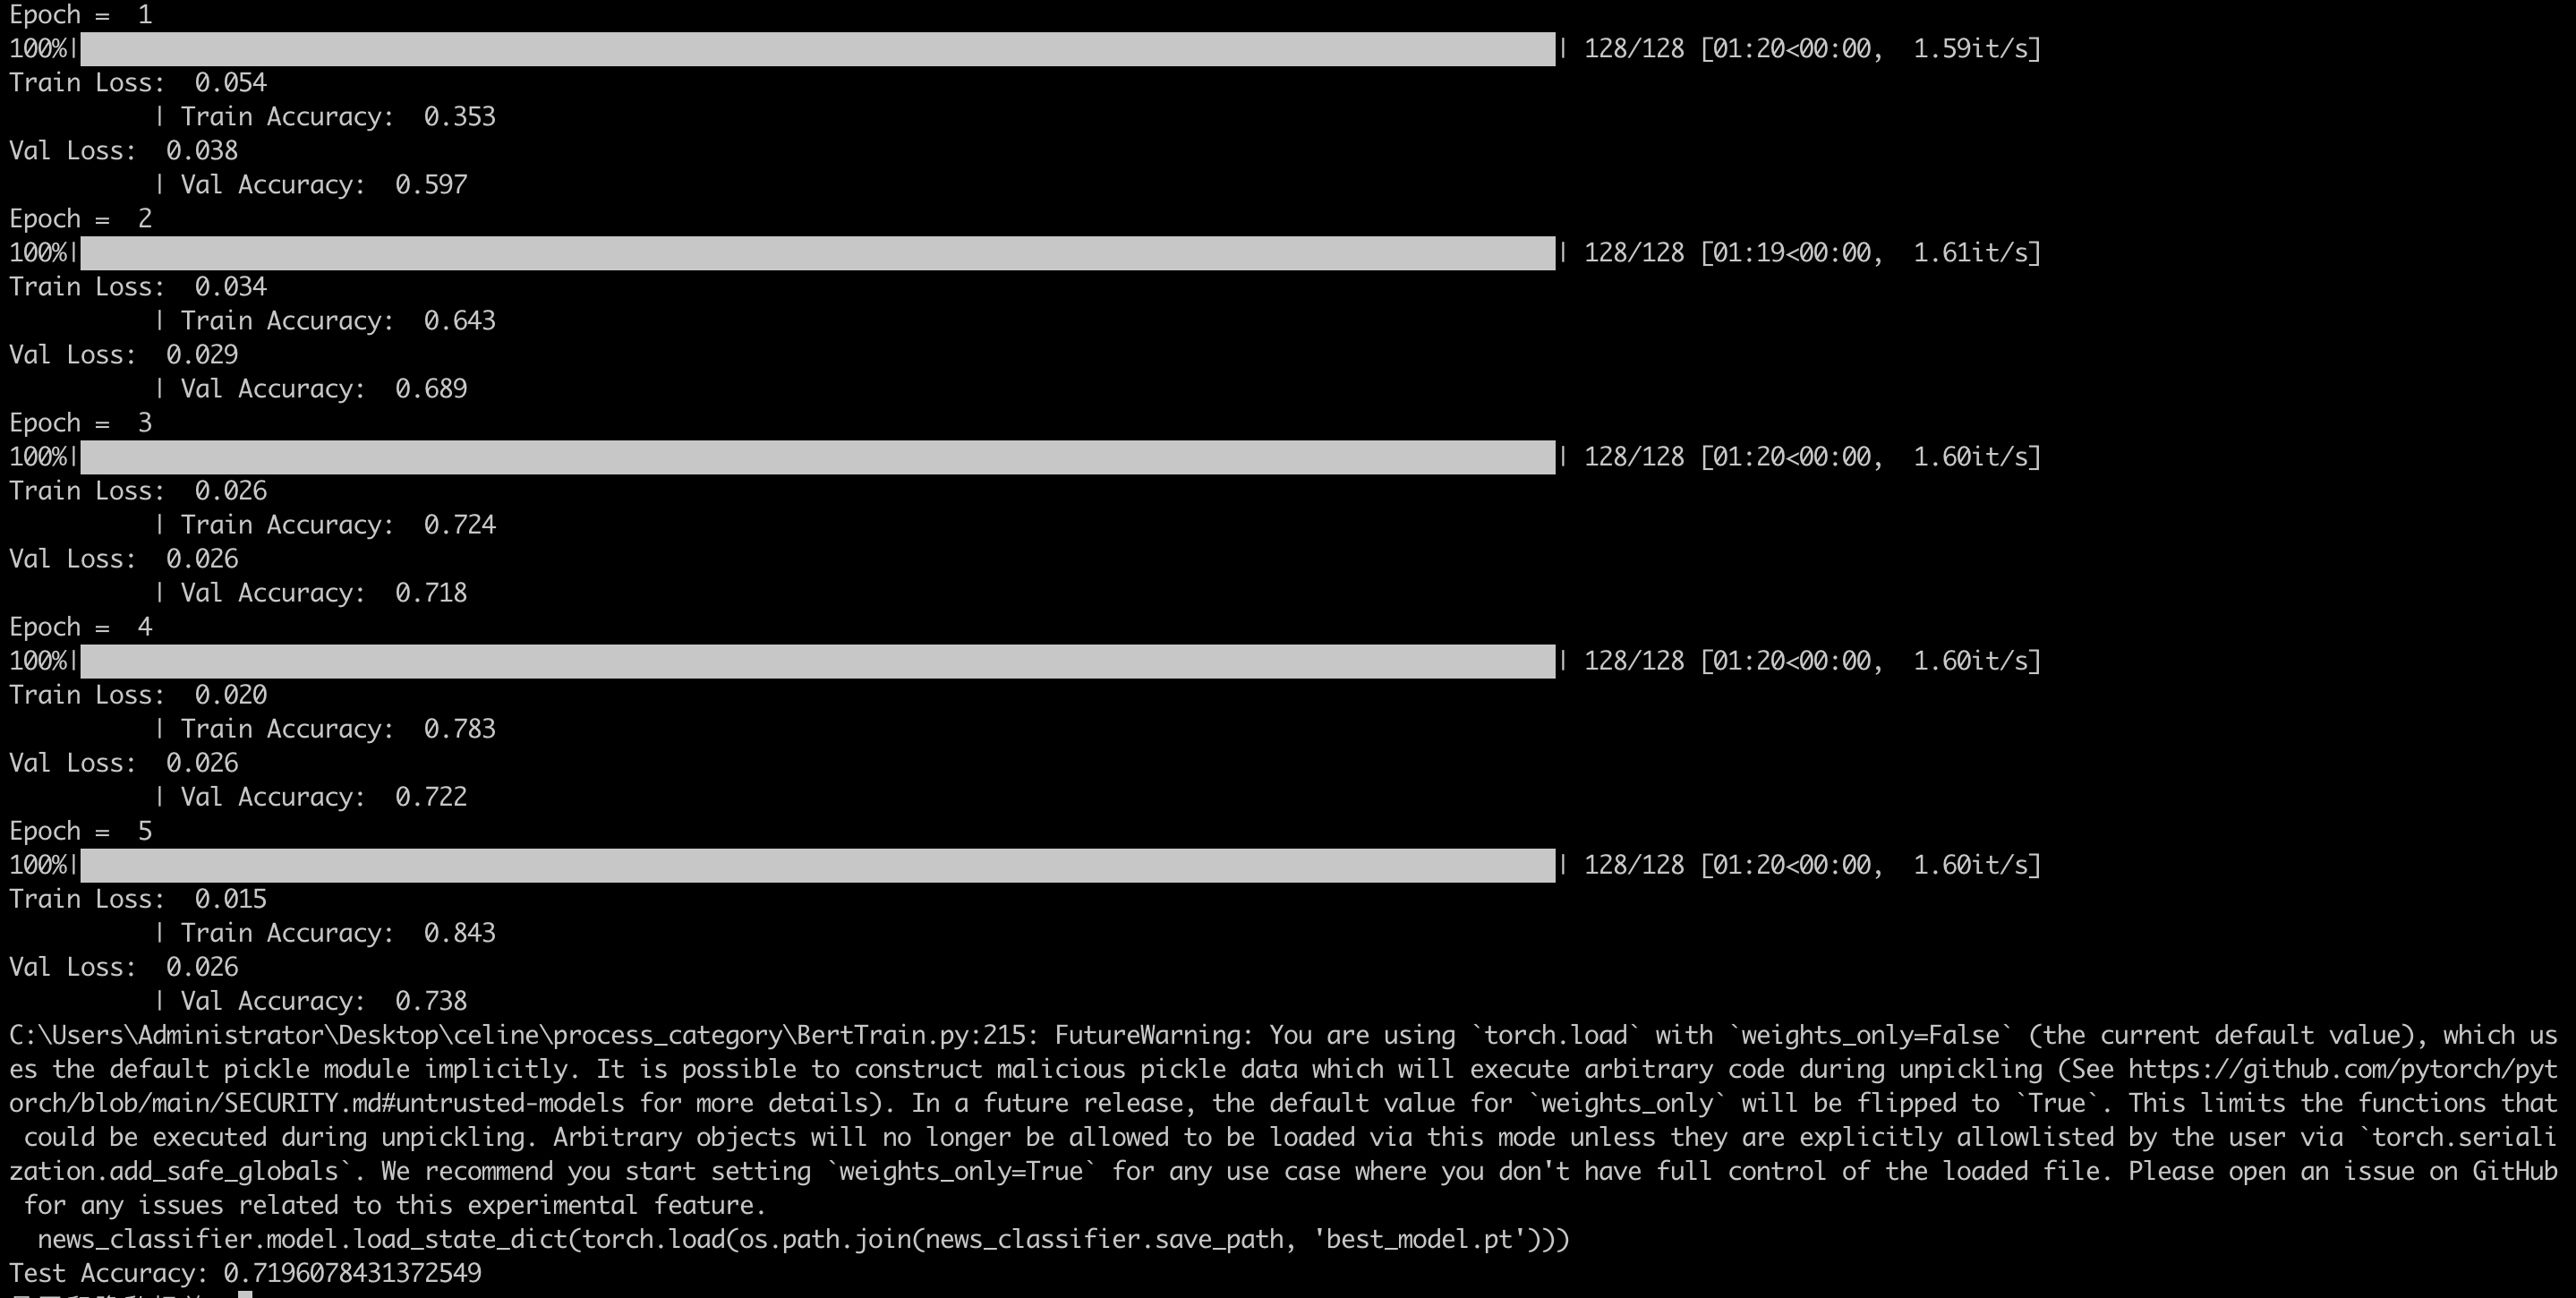 Epoch =  1
100%|██████████| 128/128 [01:20<00:00,  1.59it/s]
Train Loss:  0.054
          | Train Accuracy:  0.353
Val Loss:  0.038
          | Val Accuracy:  0.597
Epoch =  2
100%|██████████| 128/128 [01:19<00:00,  1.61it/s]
Train Loss:  0.034
          | Train Accuracy:  0.643
Val Loss:  0.029
          | Val Accuracy:  0.689
Epoch =  3
100%|██████████| 128/128 [01:20<00:00,  1.60it/s]
Train Loss:  0.026
          | Train Accuracy:  0.724
Val Loss:  0.026
          | Val Accuracy:  0.718
Epoch =  4
100%|██████████| 128/128 [01:20<00:00,  1.60it/s]
Train Loss:  0.020
          | Train Accuracy:  0.783
Val Loss:  0.026
          | Val Accuracy:  0.722
Epoch =  5
100%|██████████| 128/128 [01:20<00:00,  1.60it/s]
Train Loss:  0.015
          | Train Accuracy:  0.843
Val Loss:  0.026
          | Val Accuracy:  0.738
C:\Users\Administrator\Desktop\celine\process_category\BertTrain.py:215: FutureWarning: You are using `torch.load` with `weights_only=False` (the current default value), which us
es the default pickle module implicitly. It is possible to construct malicious pickle data which will execute arbitrary code during unpickling (See https://github.com/pytorch/pyt
orch/blob/main/SECURITY.md#untrusted-models for more details). In a future release, the default value for `weights_only` will be flipped to `True`. This limits the functions that
 could be executed during unpickling. Arbitrary objects will no longer be allowed to be loaded via this mode unless they are explicitly allowlisted by the user via `torch.seriali
zation.add_safe_globals`. We recommend you start setting `weights_only=True` for any use case where you don't have full control of the loaded file. Please open an issue on GitHub
 for any issues related to this experimental feature.
  news_classifier.model.load_state_dict(torch.load(os.path.join(news_classifier.save_path, 'best_model.pt')))
Test Accuracy: 0.7196078431372549